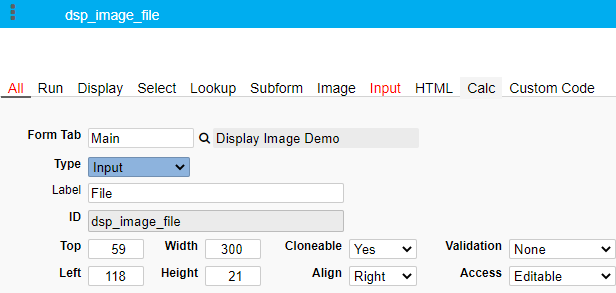 dsp_image_file
All Run Display Select Lookup Subform Image Input HTML Calc Custom Code
Form Tab Main Display Image Demo
Type Input
Label File
ID dsp_image_file
Top 59 Width 300 Cloneable Yes Validation None
Left 118 Height 21 Align Right Access Editable